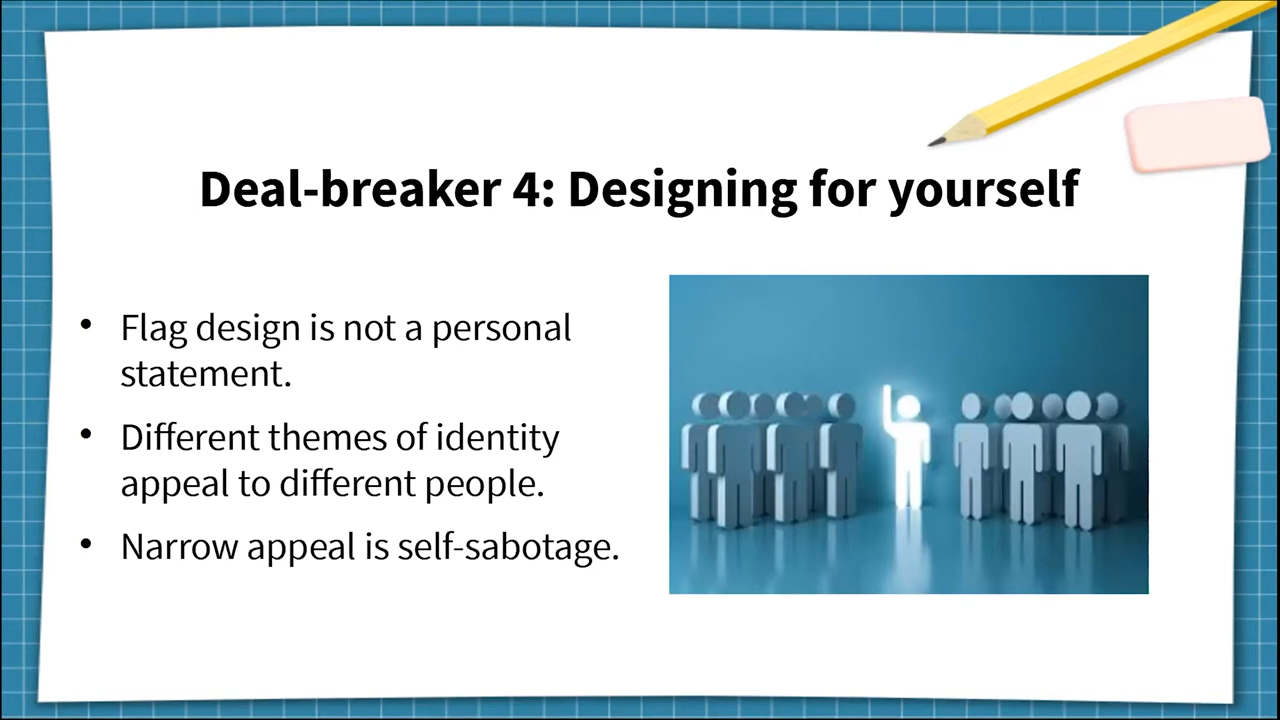 Deal-breaker 4: Designing for yourself
• Flag design is not a personal
statement.
• Different themes of identity
appeal to different people.
• Narrow appeal is self-sabotage.